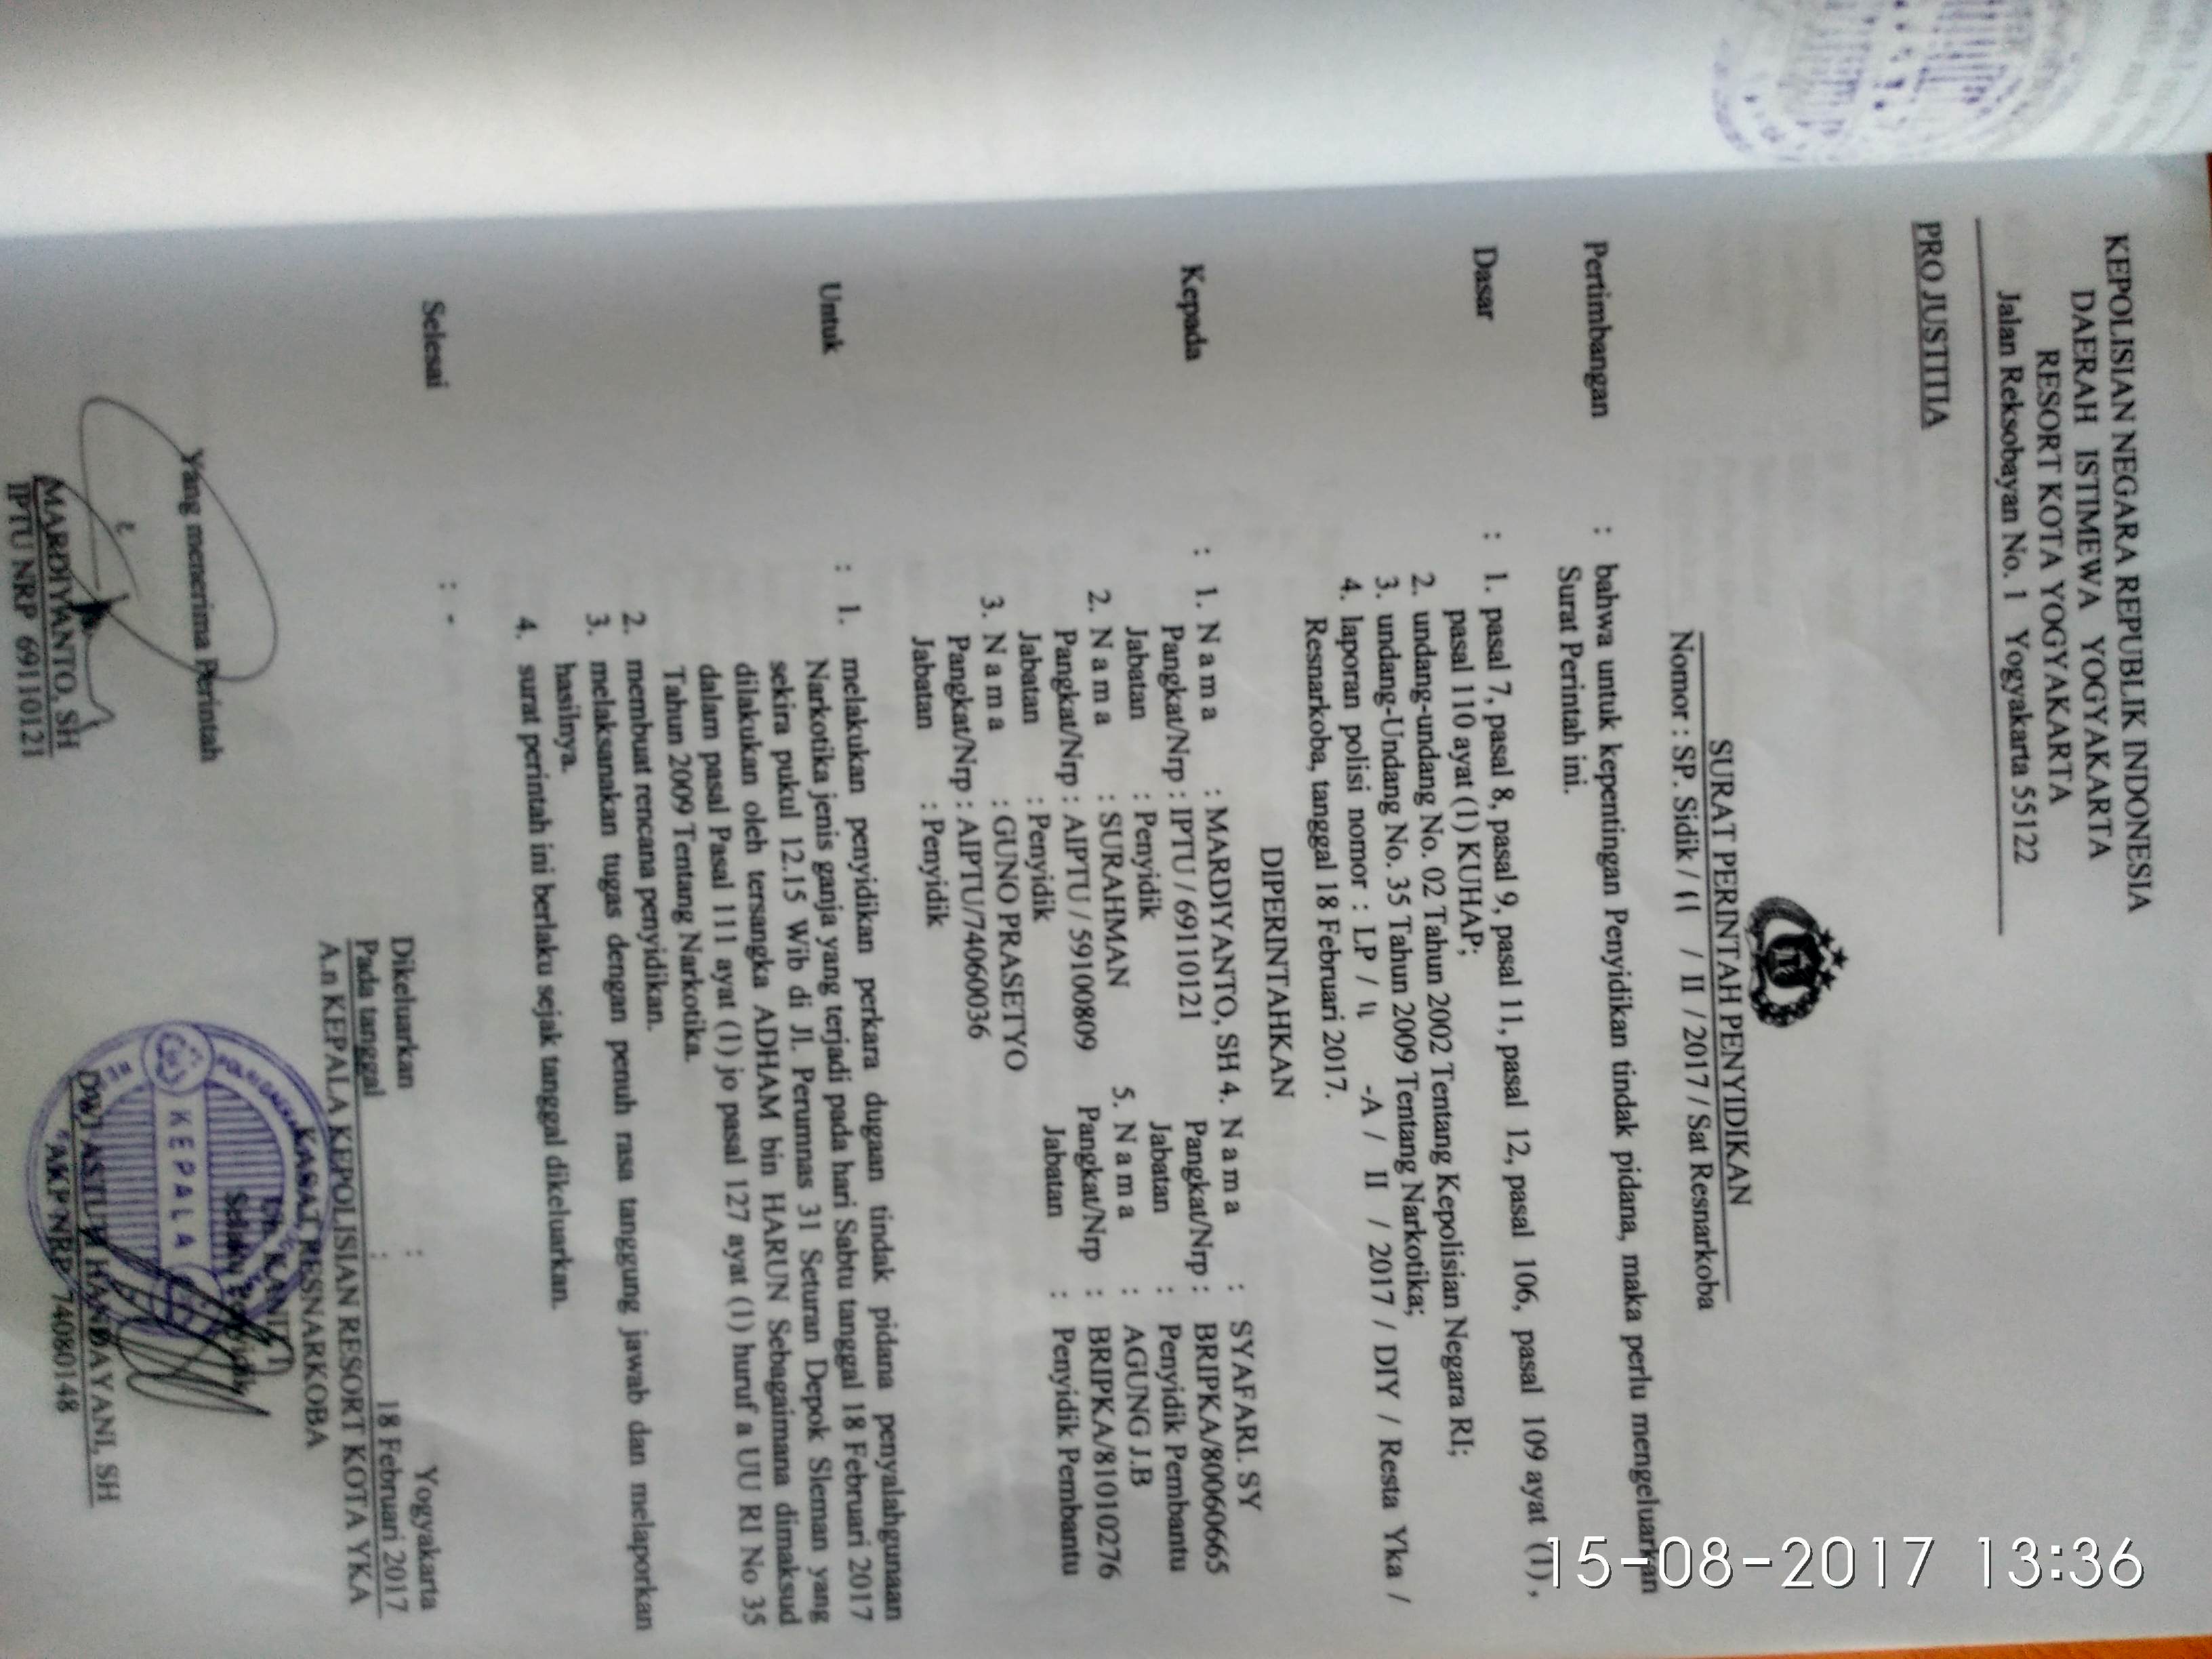 KEPOLISIAN NEGARA REPUBLIK INDONESIA
DAERAH ISTIMEWA YOGYAKARTA
RESORT KOTA YOGYAKARTA
Jalan Reksobayan No. 1 Yogyakarta 55122
PRO JUSTITIA
SURAT PERINTAH PENYIDIKAN
Nomor : SP. Sidik / 11 / II / 2017 / Sat Resnarkoba
Pertimbangan : bahwa untuk kepentingan Penyidikan tindak pidana, maka perlu mengeluarkan
Surat Perintah ini.
Dasar : 1. pasal 7, pasal 8, pasal 9, pasal 11, pasal 12, pasal 106, pasal 109 ayat (1) ,
pasal 110 ayat (1) KUHAP;
2. undang-undang No. 02 Tahun 2002 Tentang Kepolisian Negara RI;
3. undang-Undang No. 35 Tahun 2009 Tentang Narkotika;
4. laporan polisi nomor : LP / 11 -A / II / 2017 / DIY / Resta Yka /
Resnarkoba, tanggal 18 Februari 2017.
DIPERINTAHKAN
Kepada : 1. N a m a : MARDIYANTO, SH 4. N a m a : SYAFARI. SY
Pangkat/Nrp : IPTU / 69110121 Pangkat/Nrp : BRIPKA/80060665
Jabatan : Penyidik Jabatan : Penyidik Pembantu
2. N a m a : SURAHMAN 5. N a m a : AGUNG J.B
Pangkat/Nrp : AIPTU / 59100809 Pangkat/Nrp : BRIPKA/81010276
Jabatan : Penyidik Jabatan : Penyidik Pembantu
3. N a m a : GUNO PRASETYO
Pangkat/Nrp : AIPTU/74060036
Jabatan : Penyidik
Untuk : 1. melakukan penyidikan perkara dugaan tindak pidana penyalahgunaan
Narkotika jenis ganja yang terjadi pada hari Sabtu tanggal 18 Februari 2017
sekira pukul 12.15 Wib di Jl. Perumnas 31 Seturan Depok Sleman yang
dilakukan oleh tersangka ADHAM bin HARUN Sebagaimana dimaksud
dalam pasal Pasal 111 ayat (1) jo pasal 127 ayat (1) huruf a UU RI No 35
Tahun 2009 Tentang Narkotika.
2. membuat rencana penyidikan.
3. melaksanakan tugas dengan penuh rasa tanggung jawab dan melaporkan
hasilnya.
4. surat perintah ini berlaku sejak tanggal dikeluarkan.
Selesai : -
Dikeluarkan : Yogyakarta
Pada tanggal : 18 Februari 2017
A.n KEPALA KEPOLISIAN RESORT KOTA YKA
KASAT RESNARKOBA
Selaku Penyidik
KEPALA
DWI ASTUTI HANDAYANI, SH
AKP NRP 74080148
Yang menerima Perintah
MARDIYANTO, SH
IPTU NRP 69110121
15-08-2017 13:36